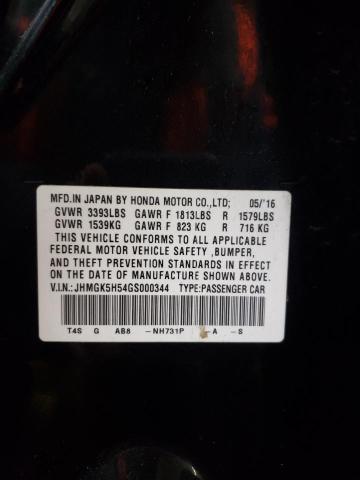 MFD.IN JAPAN BY HONDA MOTOR CO.,LTD; 05/'16
GVWR 3393LBS GAWR F 1813LBS R 1579LBS
GVWR 1539KG GAWR F 823 KG R 716 KG
THIS VEHICLE CONFORMS TO ALL APPLICABLE
FEDERAL MOTOR VEHICLE SAFETY ,BUMPER,
AND THEFT PREVENTION STANDARDS IN EFFECT
ON THE DATE OF MANUFACTURE SHOWN ABOVE.
V.I.N.: JHMGK5H54GS000344 TYPE:PASSENGER CAR
T4S G AB8 -NH731P -A -S